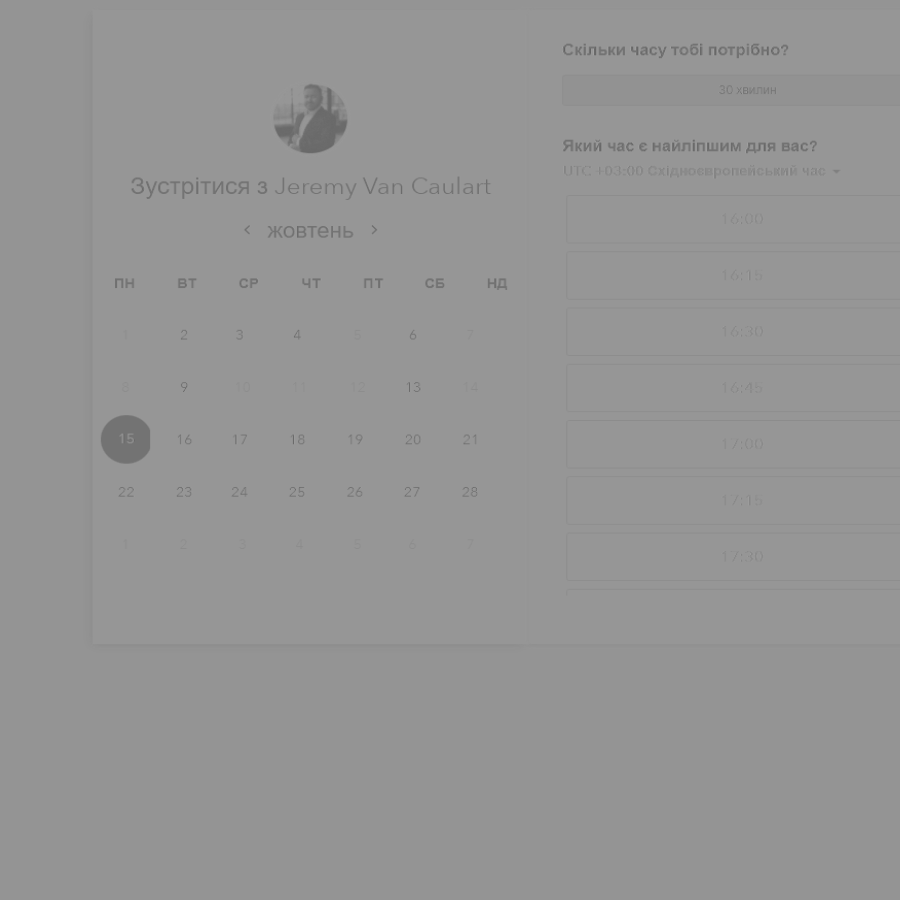 Зустрітися з Jeremy Van Caulart
жовтень
ПН ВТ СР ЧТ ПТ СБ НД
1 2 3 4 5 6 7
8 9 10 11 12 13 14
15 16 17 18 19 20 21
22 23 24 25 26 27 28
1 2 3 4 5 6 7
Скільки часу тобі потрібно?
30 хвилин
Який час є найліпшим для вас?
UTC +03:00 Східноєвропейський час
16:00
16:15
16:30
16:45
17:00
17:15
17:30